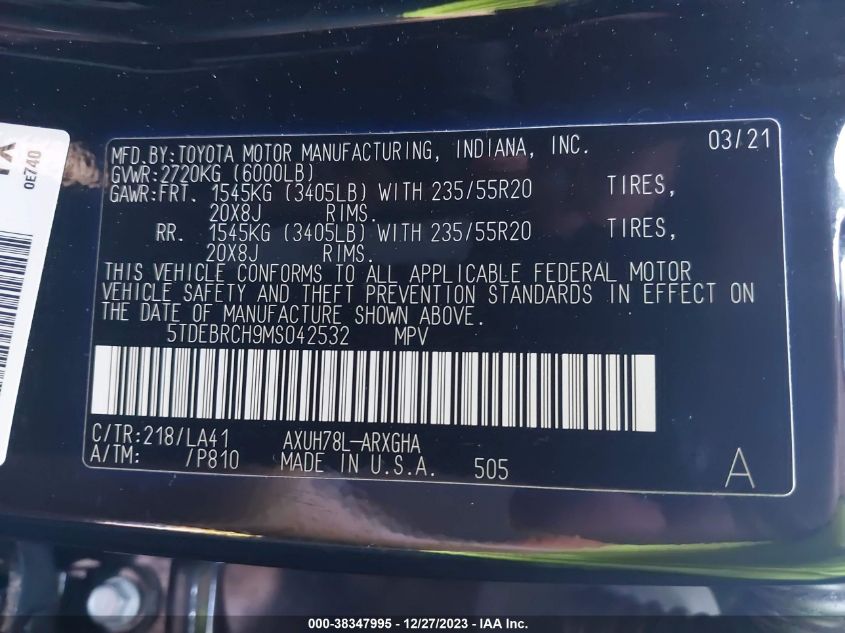 0E740
MFD.BY:TOYOTA MOTOR MANUFACTURING, INDIANA, INC. 03/21
GVWR:2720KG (6000LB)
GAWR:FRT. 1545KG (3405LB) WITH 235/55R20 TIRES,
20X8J RIMS.
RR. 1545KG (3405LB) WITH 235/55R20 TIRES,
20X8J RIMS.
THIS VEHICLE CONFORMS TO ALL APPLICABLE FEDERAL MOTOR
VEHICLE SAFETY AND THEFT PREVENTION STANDARDS IN EFFECT ON
THE DATE OF MANUFACTURE SHOWN ABOVE.
5TDEBRCH9MS042532 MPV
C/TR:218/LA41 AXUH78L-ARXGHA
A/TM: /P810 MADE IN U.S.A. 505 A
000-38347995 - 12/27/2023 - IAA Inc.